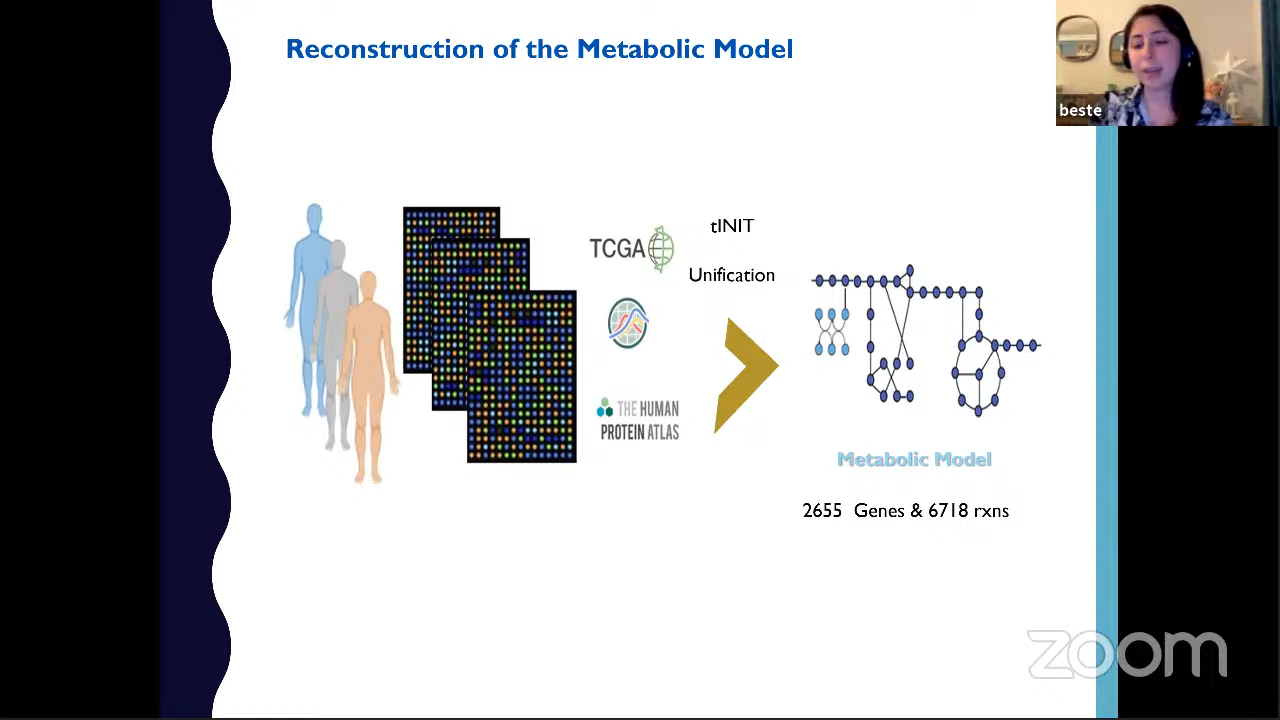 Reconstruction of the Metabolic Model
beste
TCGA
tINIT
Unification
THE HUMAN
PROTEIN ATLAS
Metabolic Model
2655 Genes & 6718 rxns
zoom